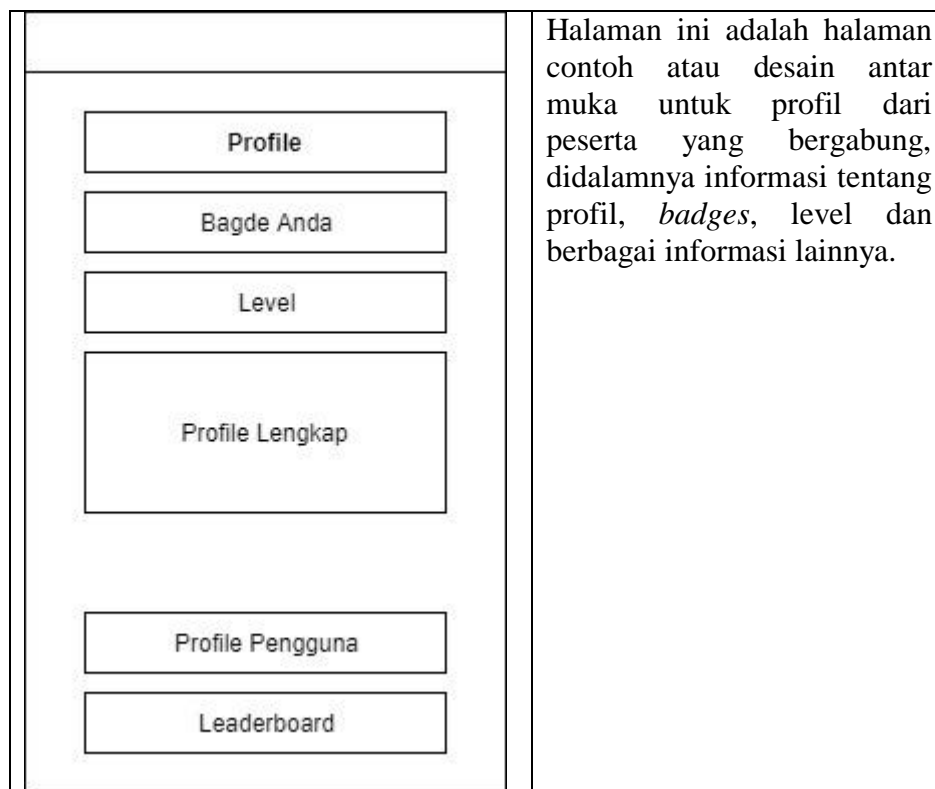 Profile
Bagde Anda
Level
Profile Lengkap
Profile Pengguna
Leaderboard
Halaman ini adalah halaman
contoh atau desain antar
muka untuk profil dari
peserta yang bergabung,
didalamnya informasi tentang
profil, badges, level dan
berbagai informasi lainnya.